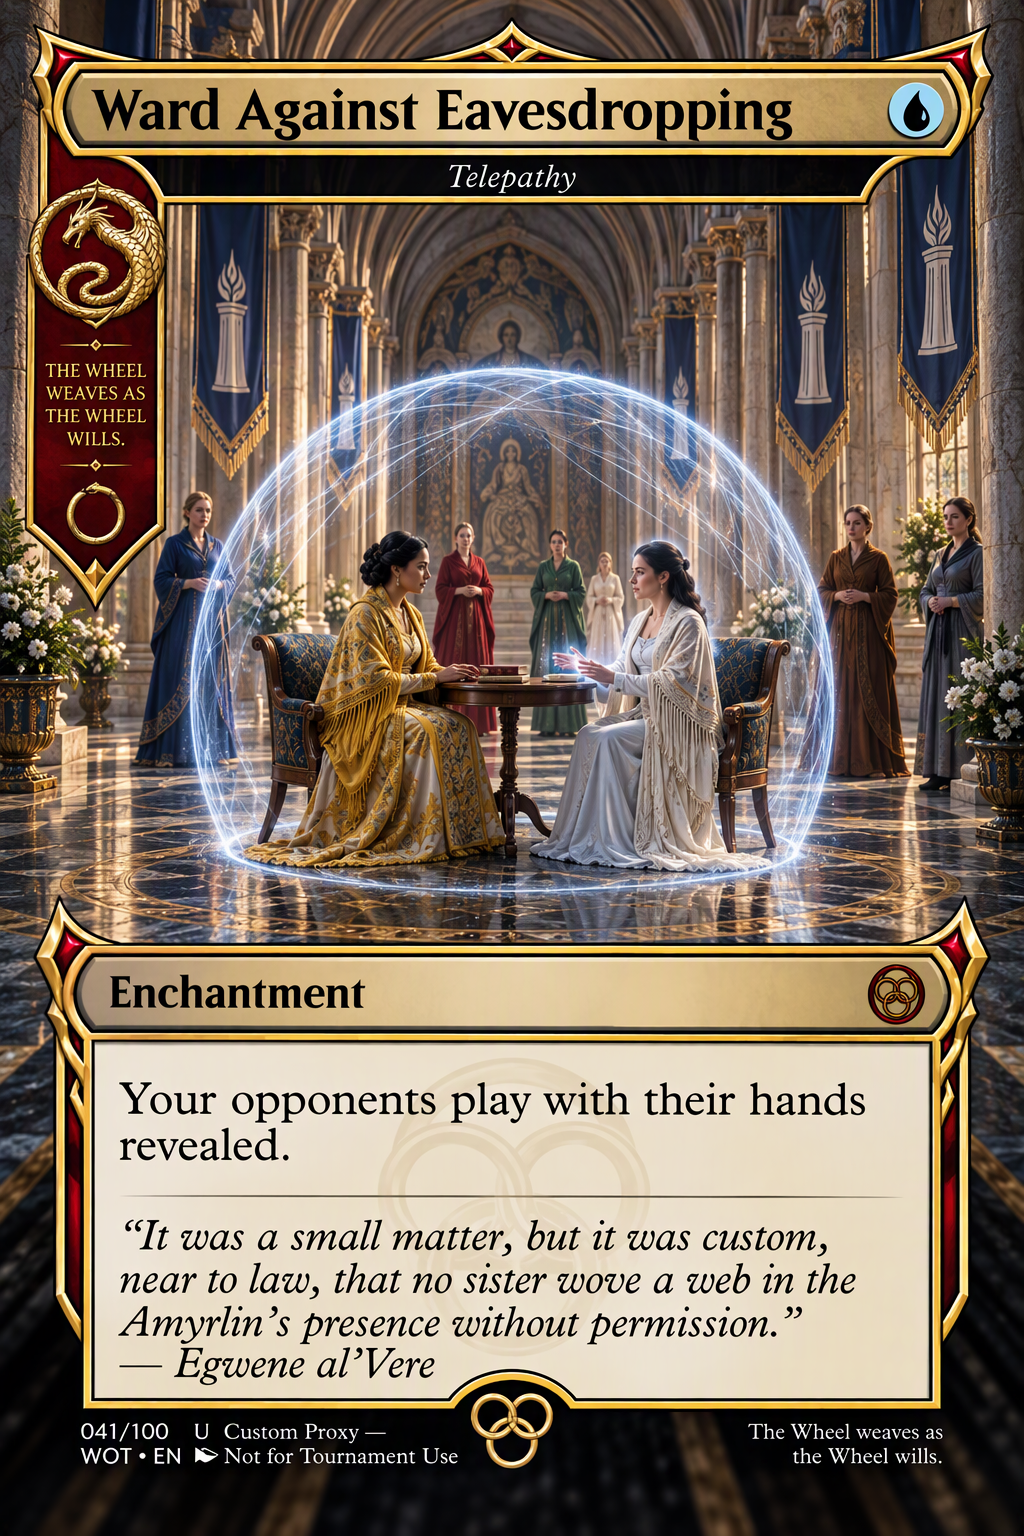 Ward Against Eavesdropping
Telepathy
THE WHEEL
WEAVES AS
THE WHEEL
WILLS.
Enchantment
Your opponents play with their hands
revealed.
“It was a small matter, but it was custom,
near to law, that no sister wove a web in the
Amyrlin’s presence without permission.”
— Egwene al’Vere
041/100 U Custom Proxy —
WOT • EN Not for Tournament Use
The Wheel weaves as
the Wheel wills.